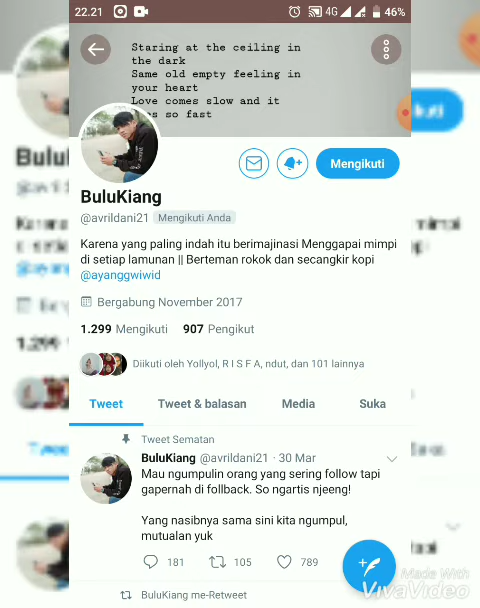 22.21
4G
46%
Staring at the ceiling in
the dark
Same old empty feeling in
your heart
Love comes slow and it
so fast
Mengikuti
BuluKiang
@avrildani21 Mengikuti Anda
Karena yang paling indah itu berimajinasi Menggapai mimpi
di setiap lamunan || Berteman rokok dan secangkir kopi
@ayanggwiwid
Bergabung November 2017
1.299 Mengikuti 907 Pengikut
Diikuti oleh Yollyol, R I S F A, ndut, dan 101 lainnya
Tweet Tweet & balasan Media Suka
Tweet Sematan
BuluKiang @avrildani21 · 30 Mar
Mau ngumpulin orang yang sering follow tapi
gapernah di follback. So ngartis njeeng!
Yang nasibnya sama sini kita ngumpul,
mutualan yuk
181 105 789
Made With
VivaVideo
BuluKiang me-Retweet